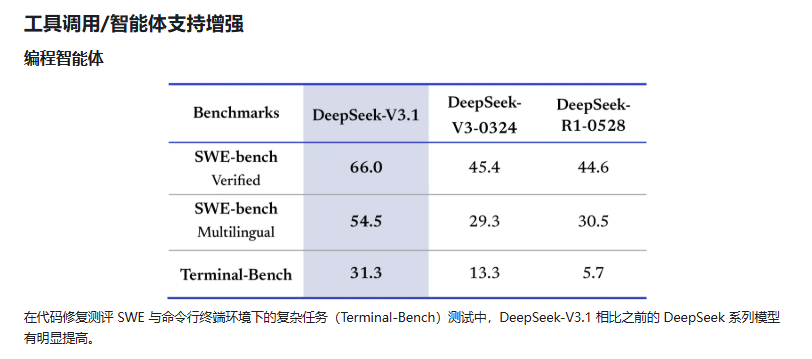 工具调用/智能体支持增强
编程智能体
Benchmarks DeepSeek-V3.1 DeepSeek-V3-0324 DeepSeek-R1-0528
SWE-bench Verified 66.0 45.4 44.6
SWE-bench Multilingual 54.5 29.3 30.5
Terminal-Bench 31.3 13.3 5.7
在代码修复测评 SWE 与命令行终端环境下的复杂任务（Terminal-Bench）测试中，DeepSeek-V3.1 相比之前的 DeepSeek 系列模型
有明显提高。